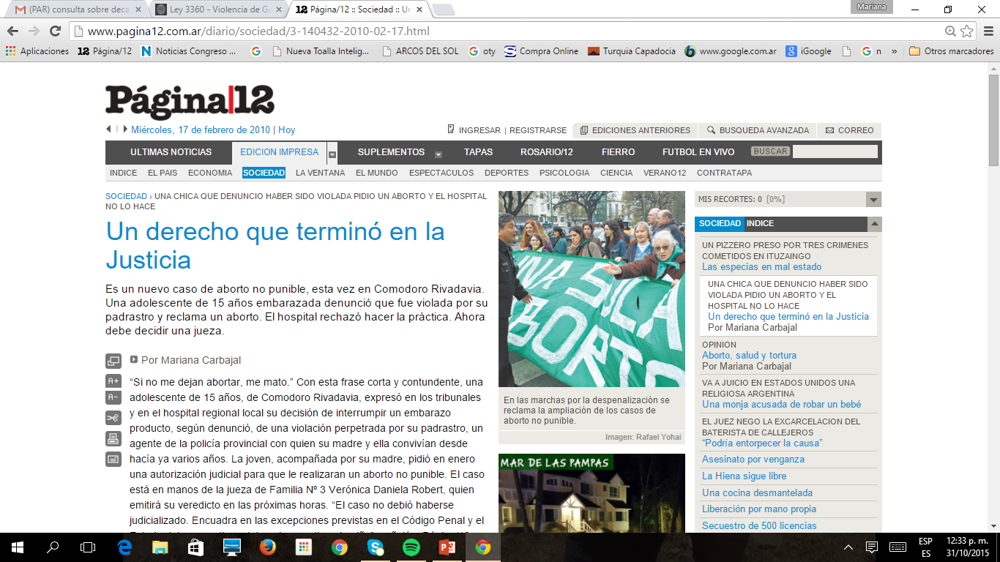 (PAR) consulta sobre deca
Ley 3360 - Violencia de Gé
12 Página/12 :: Sociedad :: Un
Mariana
www.pagina12.com.ar/diario/sociedad/3-140432-2010-02-17.html
Aplicaciones
12 Página/12
Noticias Congreso ...
Nueva Toalla Intelig...
ARCOS DEL SOL
oty
Compra Online
Turquia Capadocia
www.google.com.ar
iGoogle
n
»
Otros marcadores
Página|12
Miércoles, 17 de febrero de 2010 | Hoy
INGRESAR | REGISTRARSE
EDICIONES ANTERIORES
BUSQUEDA AVANZADA
CORREO
ULTIMAS NOTICIAS
EDICION IMPRESA
SUPLEMENTOS
TAPAS
ROSARIO/12
FIERRO
FUTBOL EN VIVO
BUSCAR
INDICE
EL PAIS
ECONOMIA
SOCIEDAD
LA VENTANA
EL MUNDO
ESPECTACULOS
DEPORTES
PSICOLOGIA
CIENCIA
VERANO12
CONTRATAPA
SOCIEDAD › UNA CHICA QUE DENUNCIO HABER SIDO VIOLADA PIDIO UN ABORTO Y EL HOSPITAL
NO LO HACE
Un derecho que terminó en la
Justicia
Es un nuevo caso de aborto no punible, esta vez en Comodoro Rivadavia.
Una adolescente de 15 años embarazada denunció que fue violada por su
padrastro y reclama un aborto. El hospital rechazó hacer la práctica. Ahora
debe decidir una jueza.
Por Mariana Carbajal
A+
A-
“Si no me dejan abortar, me mato.” Con esta frase corta y contundente, una
adolescente de 15 años, de Comodoro Rivadavia, expresó en los tribunales
y en el hospital regional local su decisión de interrumpir un embarazo
producto, según denunció, de una violación perpetrada por su padrastro, un
agente de la policía provincial con quien su madre y ella convivían desde
hacía ya varios años. La joven, acompañada por su madre, pidió en enero
una autorización judicial para que le realizaran un aborto no punible. El caso
está en manos de la jueza de Familia Nº 3 Verónica Daniela Robert, quien
emitirá su veredicto en las próximas horas. “El caso no debió haberse
judicializado. Encuadra en las excepciones previstas en el Código Penal y el
UNA SOLA
ABORTO
En las marchas por la despenalización se
reclama la ampliación de los casos de
aborto no punible.
Imagen: Rafael Yohai
MAR DE LAS PAMPAS
MIS RECORTES: 0 [0%]
SOCIEDAD INDICE
UN PIZZERO PRESO POR TRES CRIMENES
COMETIDOS EN ITUZAINGO
Las especias en mal estado
UNA CHICA QUE DENUNCIO HABER SIDO
VIOLADA PIDIO UN ABORTO Y EL
HOSPITAL NO LO HACE
Un derecho que terminó en la Justicia
Por Mariana Carbajal
OPINION
Aborto, salud y tortura
Por Mariana Carbajal
VA A JUICIO EN ESTADOS UNIDOS UNA
RELIGIOSA ARGENTINA
Una monja acusada de robar un bebé
EL JUEZ NEGO LA EXCARCELACION DEL
BATERISTA DE CALLEJEROS
“Podría entorpecer la causa”
Asesinato por venganza
La Hiena sigue libre
Una cocina desmantelada
Liberación por mano propia
Secuestro de 500 licencias
ESP
ES
12:33 p. m.
31/10/2015